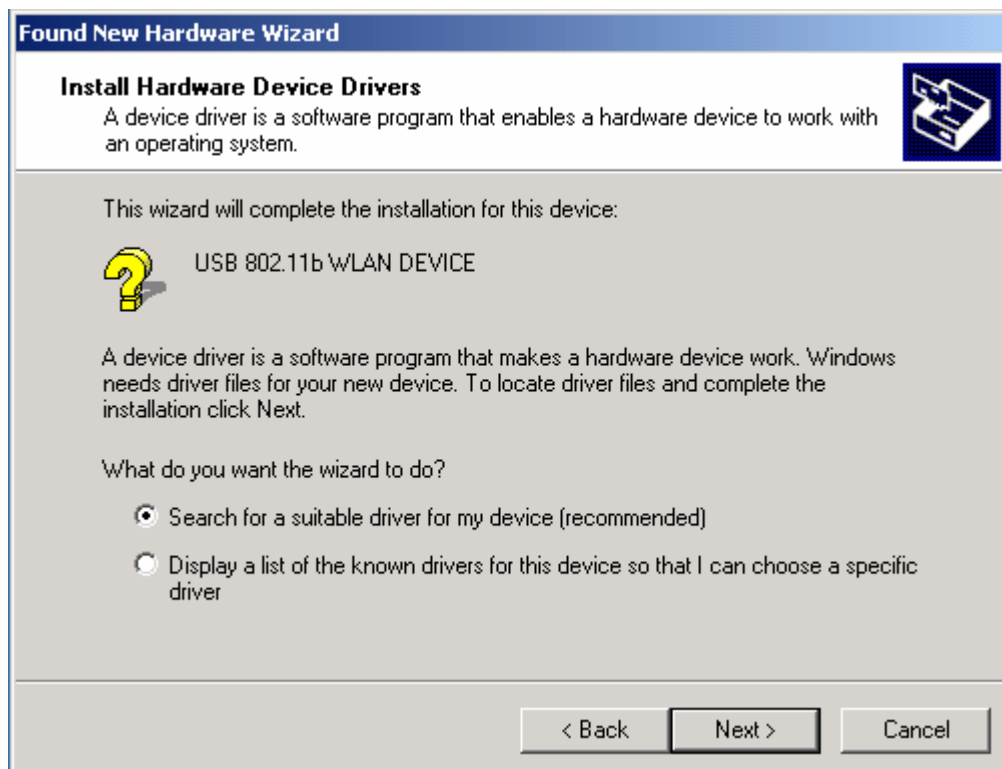 Found New Hardware Wizard
Install Hardware Device Drivers
A device driver is a software program that enables a hardware device to work with
an operating system.
This wizard will complete the installation for this device:
USB 802.11b WLAN DEVICE
A device driver is a software program that makes a hardware device work. Windows
needs driver files for your new device. To locate driver files and complete the
installation click Next.
What do you want the wizard to do?
Search for a suitable driver for my device (recommended)
Display a list of the known drivers for this device so that I can choose a specific
driver
< Back Next > Cancel